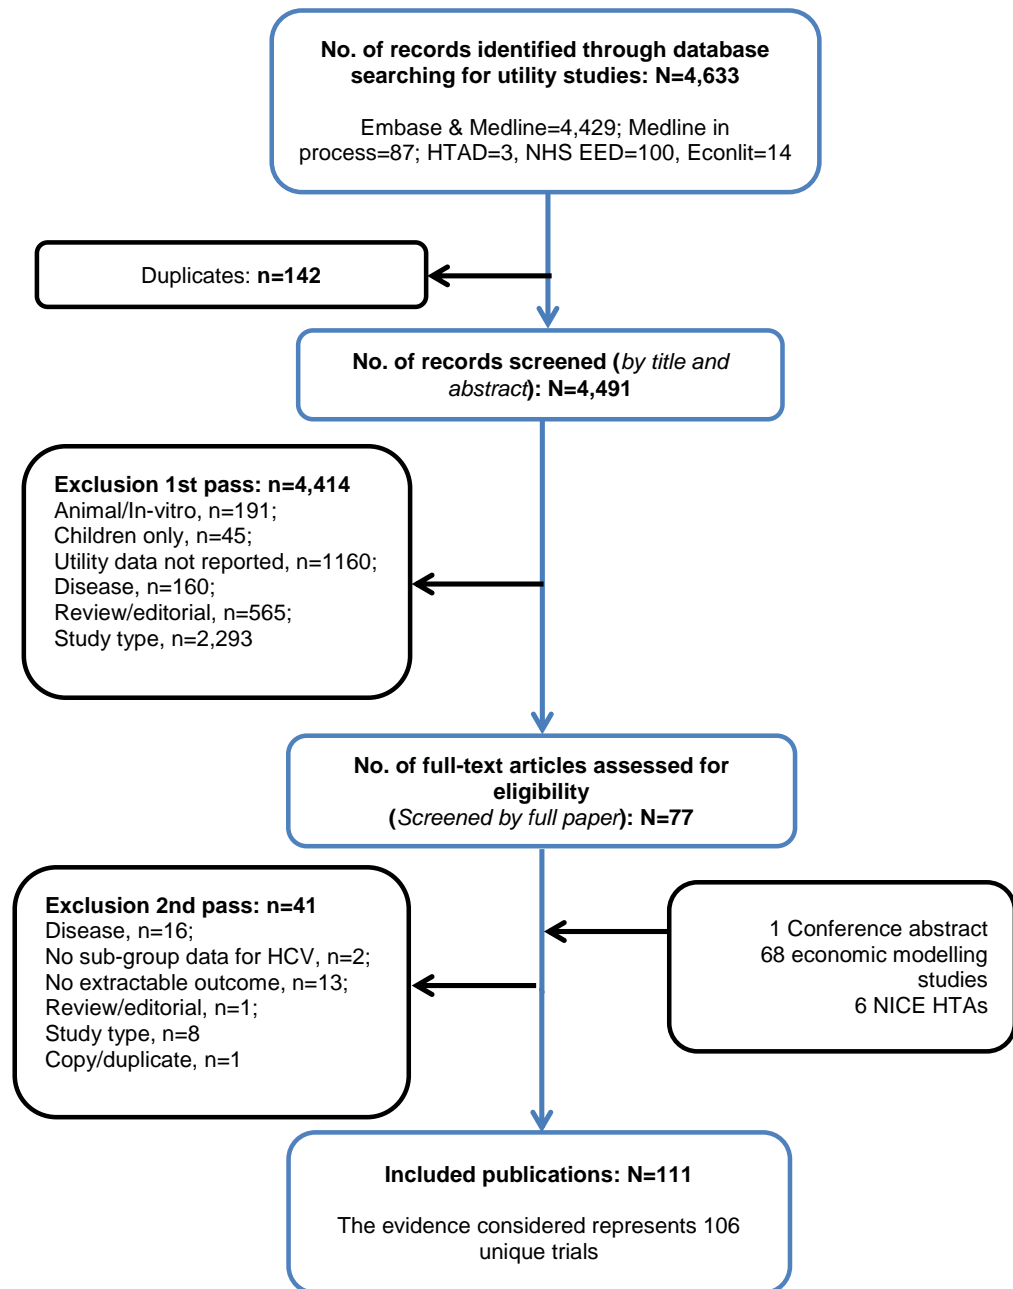 No. of records identified through database
searching for utility studies: N=4,633
Embase & Medline=4,429; Medline in
process=87; HTAD=3, NHS EED=100, Econlit=14
Duplicates: n=142
No. of records screened (by title and
abstract): N=4,491
Exclusion 1st pass: n=4,414
Animal/In-vitro, n=191;
Children only, n=45;
Utility data not reported, n=1160;
Disease, n=160;
Review/editorial, n=565;
Study type, n=2,293
No. of full-text articles assessed for
eligibility
(Screened by full paper): N=77
Exclusion 2nd pass: n=41
Disease, n=16;
No sub-group data for HCV, n=2;
No extractable outcome, n=13;
Review/editorial, n=1;
Study type, n=8
Copy/duplicate, n=1
1 Conference abstract
68 economic modelling
studies
6 NICE HTAs
Included publications: N=111
The evidence considered represents 106
unique trials